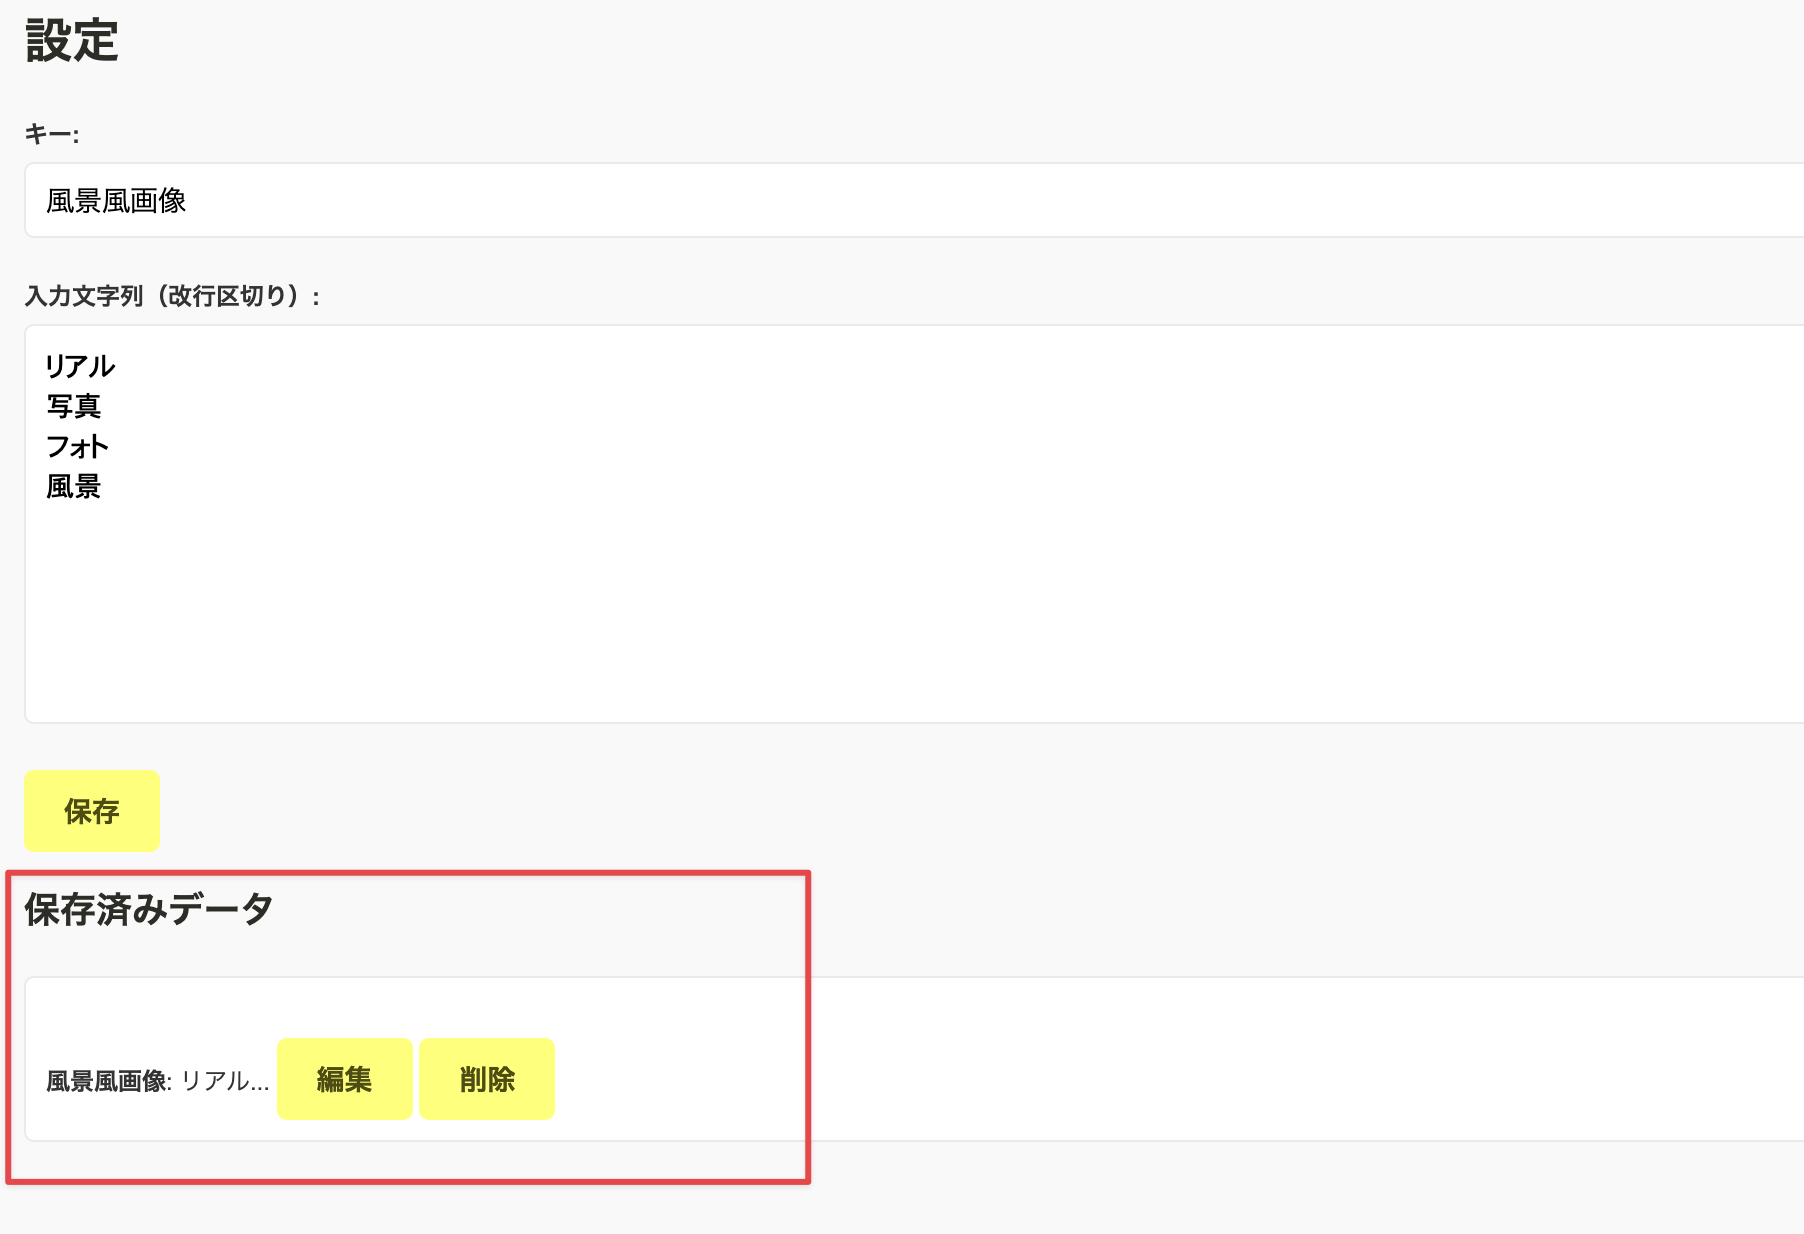 設定
キー:
風景風画像
入力文字列（改行区切り）:
リアル
写真
フォト
風景
保存
保存済みデータ
風景風画像: リアル... 編集 削除